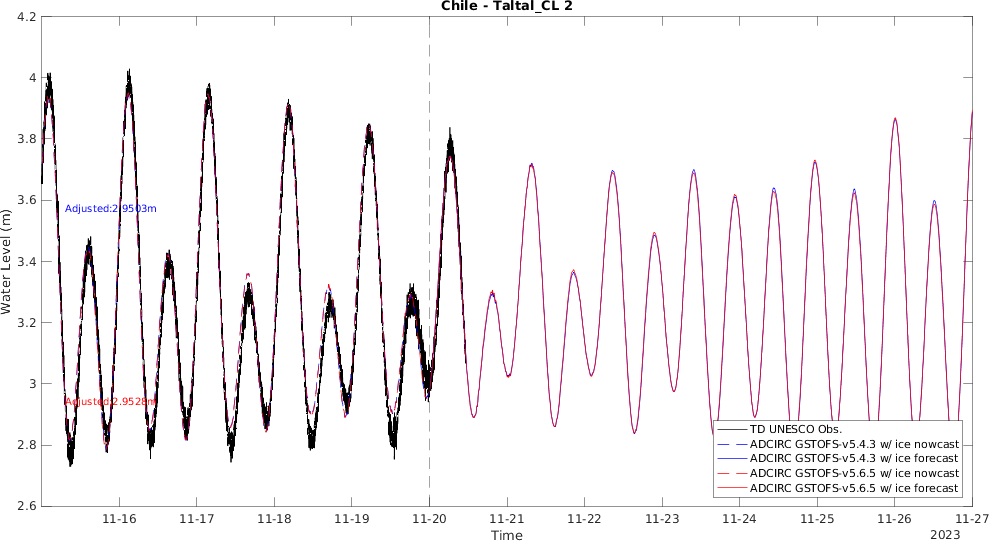 Chile - Taltal_CL 2
4.2
4
3.8
3.6
3.4
3.2
3
2.8
2.6
Water Level (m)
Adjusted:2.9503m
Adjusted:2.9528m
TD UNESCO Obs.
ADCIRC GSTOFS-v5.4.3 w/ ice nowcast
ADCIRC GSTOFS-v5.4.3 w/ ice forecast
ADCIRC GSTOFS-v5.6.5 w/ ice nowcast
ADCIRC GSTOFS-v5.6.5 w/ ice forecast
11-16 11-17 11-18 11-19 11-20 11-21 11-22 11-23 11-24 11-25 11-26 11-27
Time
2023